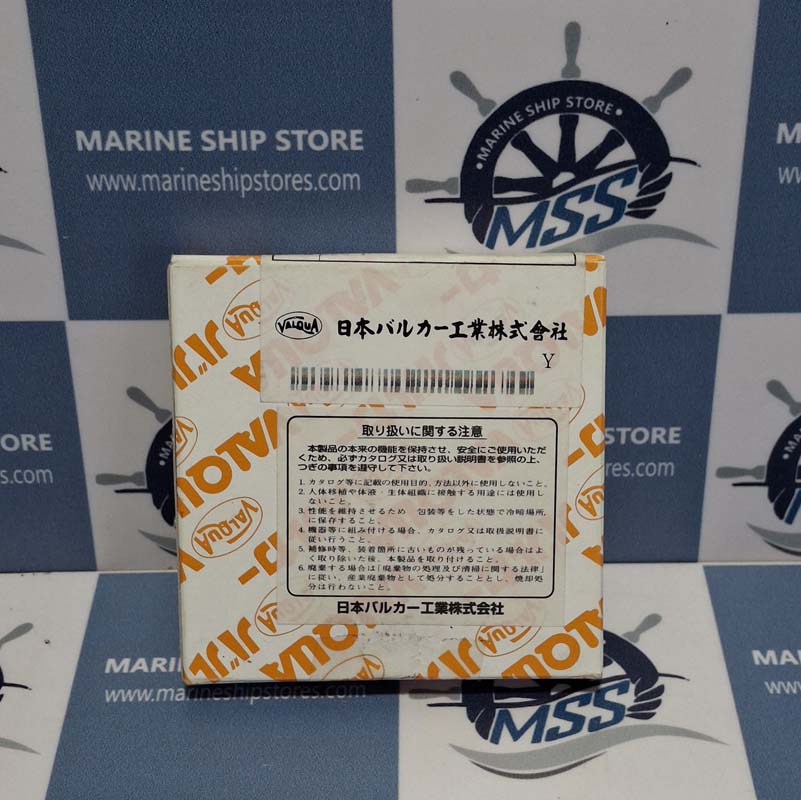 MARINE SHIP STORE
www.marineshipstores.com
•MARINE SHIP STORE•
MSS
VALQUA
日本バルカー工業株式會社
Y
取り扱いに関する注意
本製品の本来の機能を保持させ、安全にご使用いただ
くため、必ずカタログ又は取り扱い説明書を参照の上、
つぎの事項を遵守して下さい。
1. カタログ等に記載の使用目的、方法以外に使用しないこと。
2. 人体移植や体液・生体組織に接触する用途には使用し
ないこと。
3. 性能を維持させるため 包装等をした状態で冷暗場所
に保存すること。
4. 機器等に組み付ける場合、カタログ又は取扱説明書に
従い行うこと。
5. 補修時等、装着箇所に古いものが残っている場合はよ
く取り除いた後、本製品を取り付けること。
6. 廃棄する場合は「廃棄物の処理及び清掃に関する法律」
に従い、産業廃棄物として処分することとし、焼却処
分は行わないこと。
日本バルカー工業株式会社
VALQUA
バルカー
VALQUA
VALQUA
VALQUA
MARINE SHIP STORE
www.marineshipstores.com
MSS
MARINE
www.mar